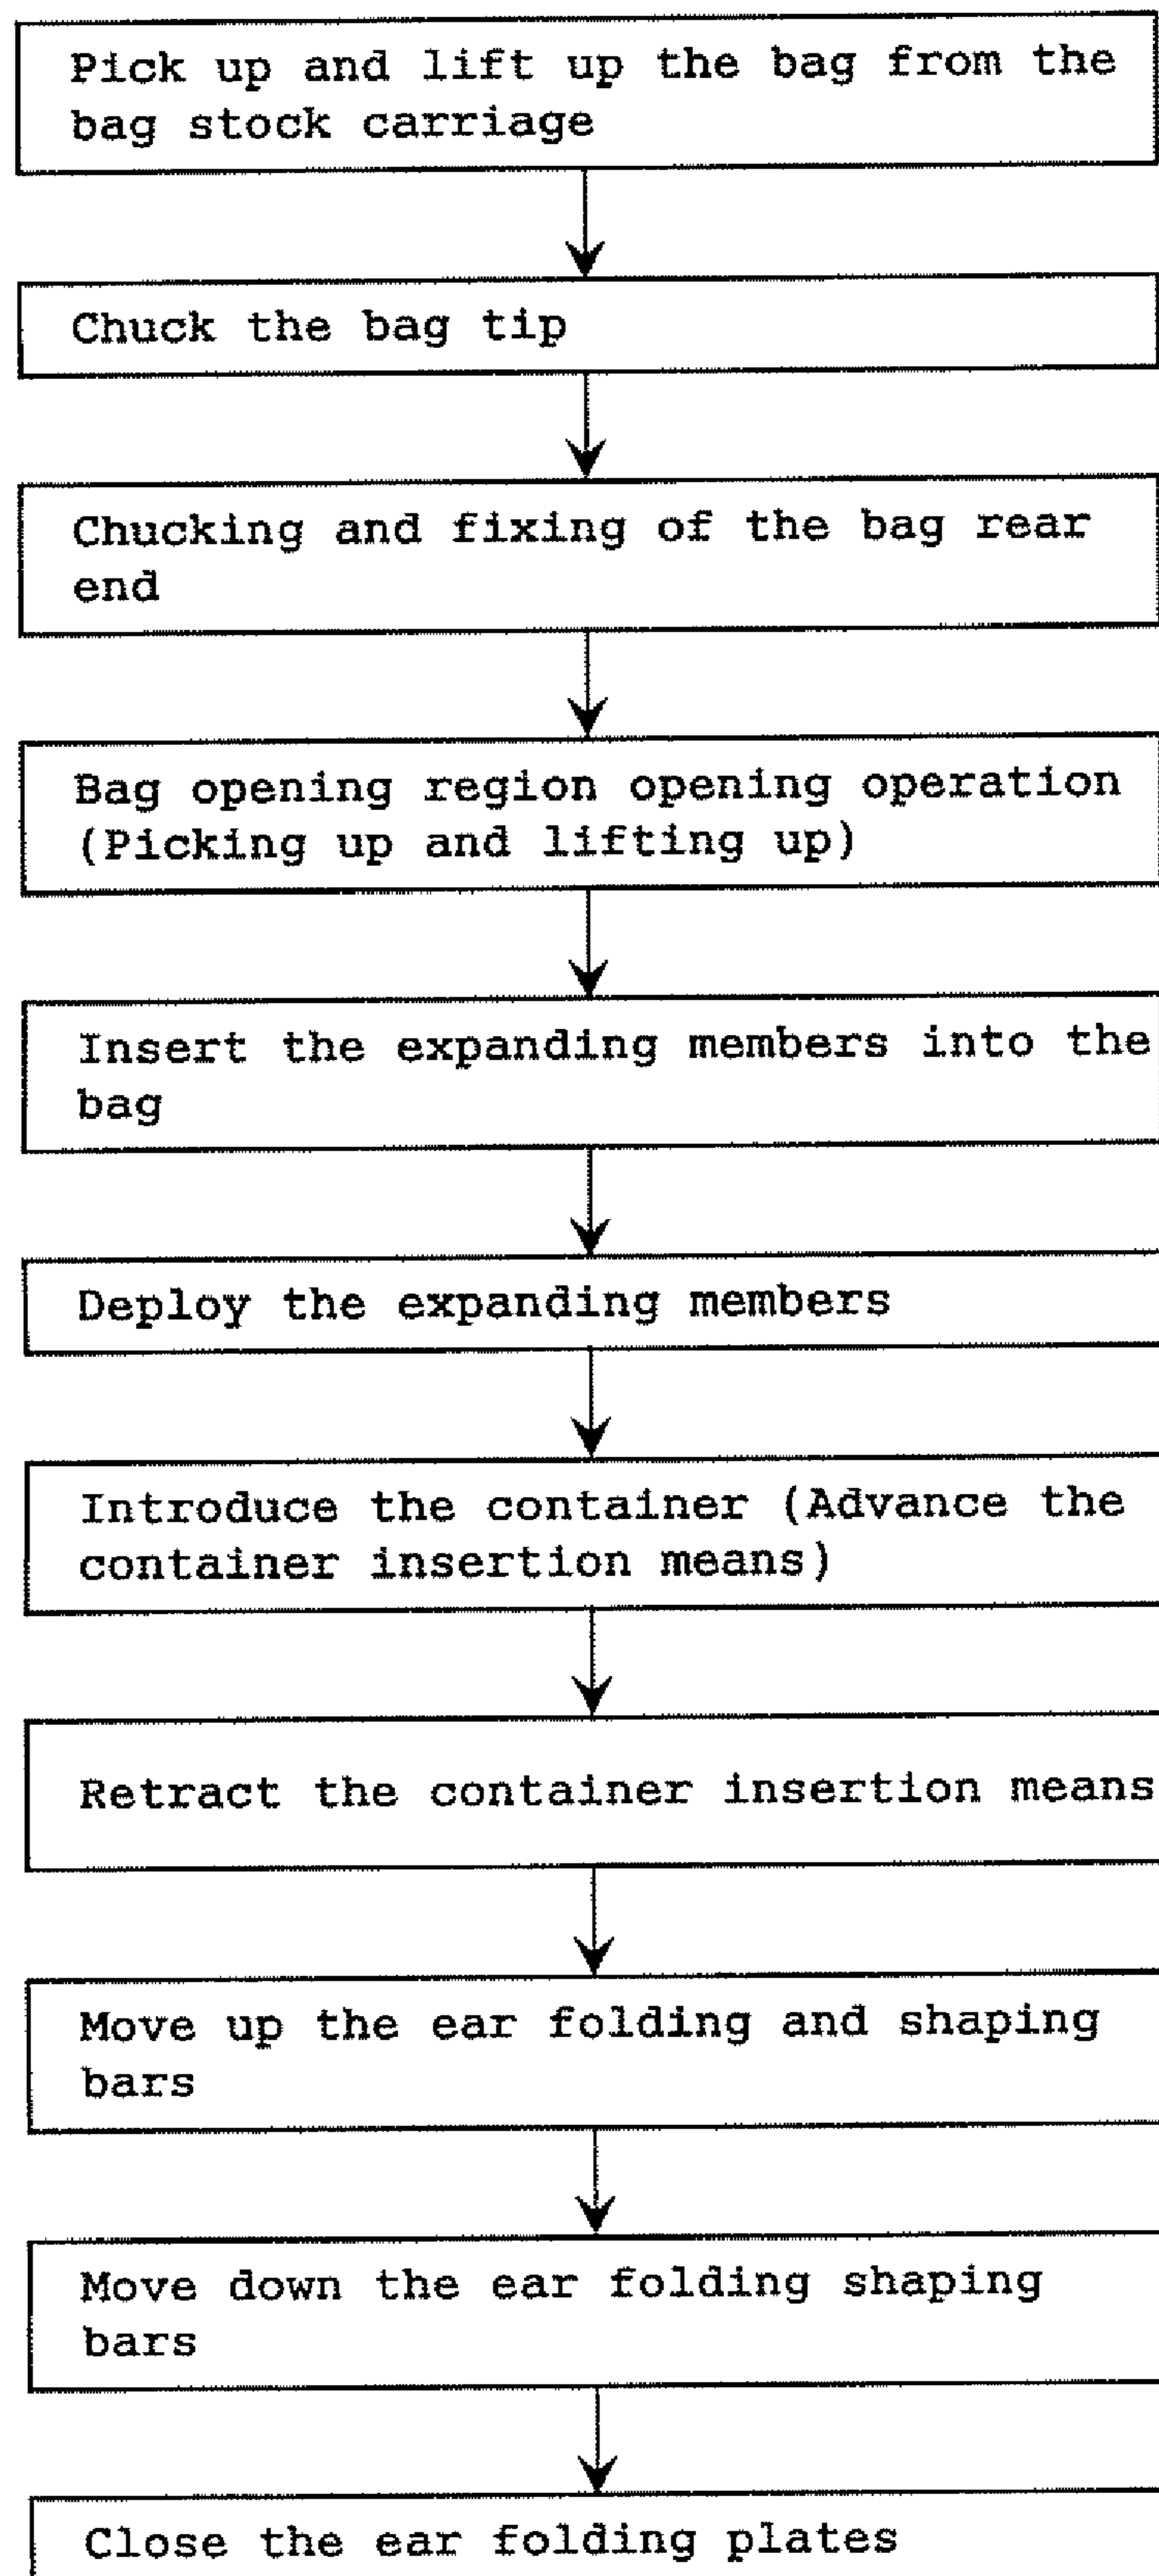 Pick up and lift up the bag from the
bag stock carriage
Chuck the bag tip
Chucking and fixing of the bag rear
end
Bag opening region opening operation
(Picking up and lifting up)
Insert the expanding members into the
bag
Deploy the expanding members
Introduce the container (Advance the
container insertion means)
Retract the container insertion means
Move up the ear folding and shaping
bars
Move down the ear folding shaping
bars
Close the ear folding plates